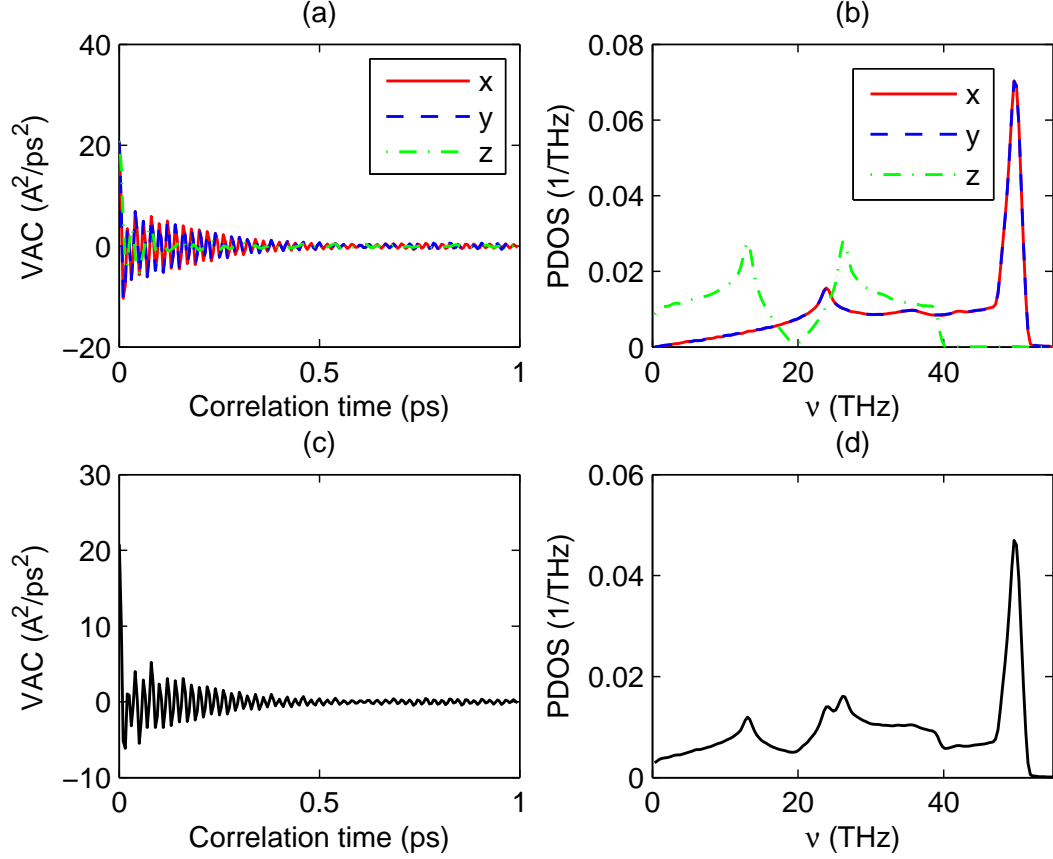 (a)
VAC (A²/ps²)
40
20
0
−20
x
y
z
0 0.5 1
Correlation time (ps)
(b)
PDOS (1/THz)
0.08
0.06
0.04
0.02
0
x
y
z
0 20 40
ν (THz)
(c)
VAC (A²/ps²)
30
20
10
0
−10
0 0.5 1
Correlation time (ps)
(d)
PDOS (1/THz)
0.06
0.04
0.02
0
0 20 40
ν (THz)